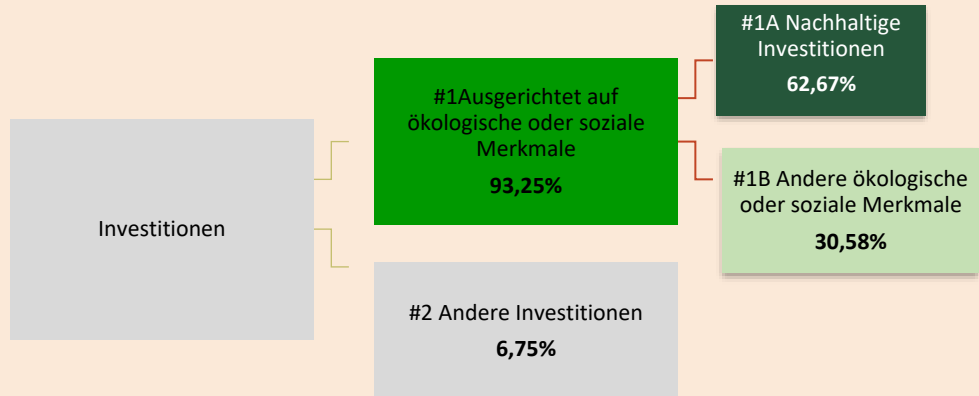 Investitionen
#1Ausgerichtet auf
ökologische oder soziale
Merkmale
93,25%
#2 Andere Investitionen
6,75%
#1A Nachhaltige
Investitionen
62,67%
#1B Andere ökologische
oder soziale Merkmale
30,58%